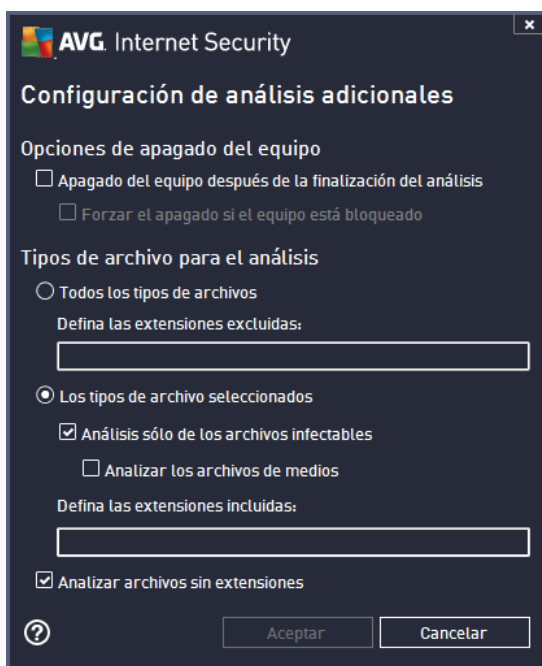 AVG. Internet Security
Configuración de análisis adicionales
Opciones de apagado del equipo
Apagado del equipo después de la finalización del análisis
Forzar el apagado si el equipo está bloqueado
Tipos de archivo para el análisis
Todos los tipos de archivos
Defina las extensiones excluidas:
Los tipos de archivo seleccionados
Análisis sólo de los archivos infectables
Analizar los archivos de medios
Defina las extensiones incluidas:
Analizar archivos sin extensiones
Aceptar
Cancelar